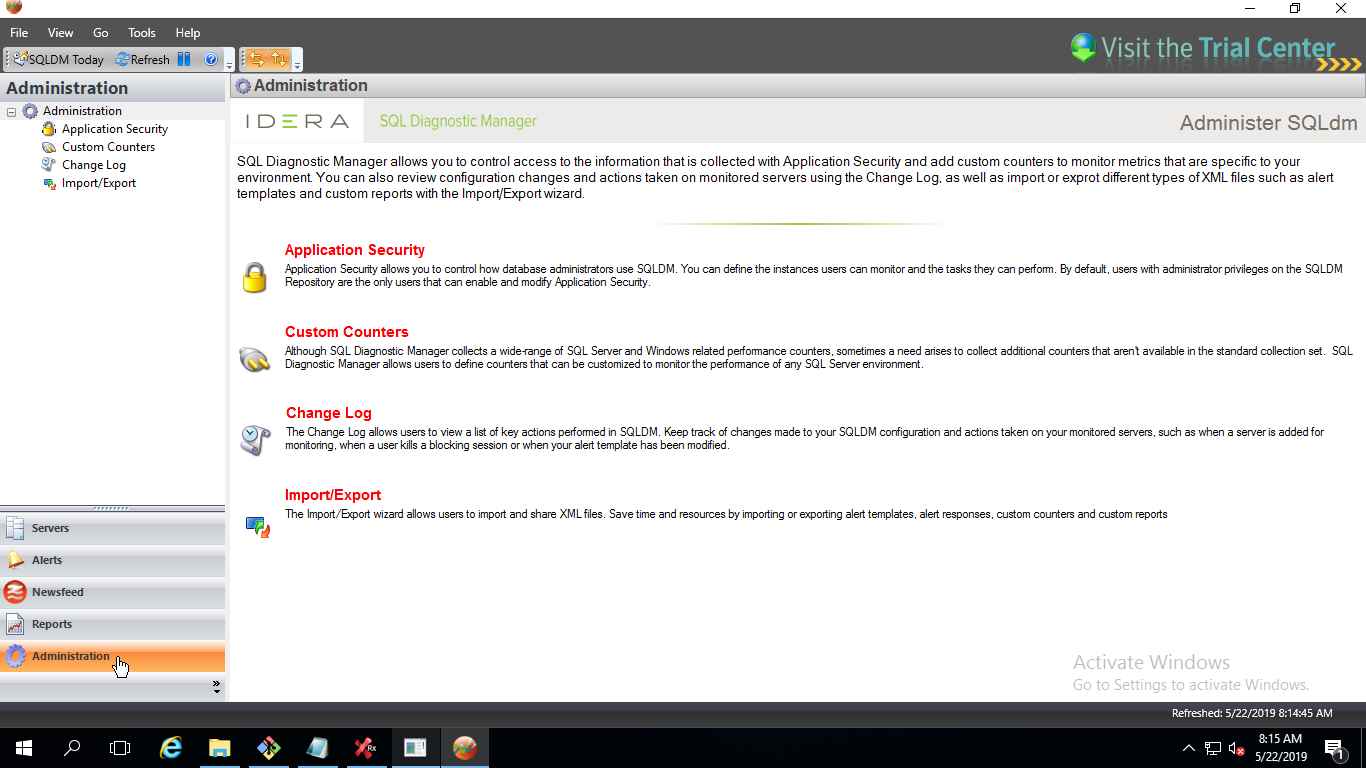 File View Go Tools Help
SQLDM Today Refresh
Visit the Trial Center
Administration
Administration
Application Security
Custom Counters
Change Log
Import/Export
Servers
Alerts
Newsfeed
Reports
Administration
Administration
IDERA SQL Diagnostic Manager
Administer SQLdm
SQL Diagnostic Manager allows you to control access to the information that is collected with Application Security and add custom counters to monitor metrics that are specific to your
environment. You can also review configuration changes and actions taken on monitored servers using the Change Log, as well as import or exprot different types of XML files such as alert
templates and custom reports with the Import/Export wizard.
Application Security
Application Security allows you to control how database administrators use SQLDM. You can define the instances users can monitor and the tasks they can perform. By default, users with administrator privileges on the SQLDM
Repository are the only users that can enable and modify Application Security.
Custom Counters
Although SQL Diagnostic Manager collects a wide-range of SQL Server and Windows related performance counters, sometimes a need arises to collect additional counters that aren't available in the standard collection set. SQL
Diagnostic Manager allows users to define counters that can be customized to monitor the performance of any SQL Server environment.
Change Log
The Change Log allows users to view a list of key actions performed in SQLDM. Keep track of changes made to your SQLDM configuration and actions taken on your monitored servers, such as when a server is added for
monitoring, when a user kills a blocking session or when your alert template has been modified.
Import/Export
The Import/Export wizard allows users to import and share XML files. Save time and resources by importing or exporting alert templates, alert responses, custom counters and custom reports
Activate Windows
Go to Settings to activate Windows.
Refreshed: 5/22/2019 8:14:45 AM
Rx
8:15 AM
5/22/2019
1